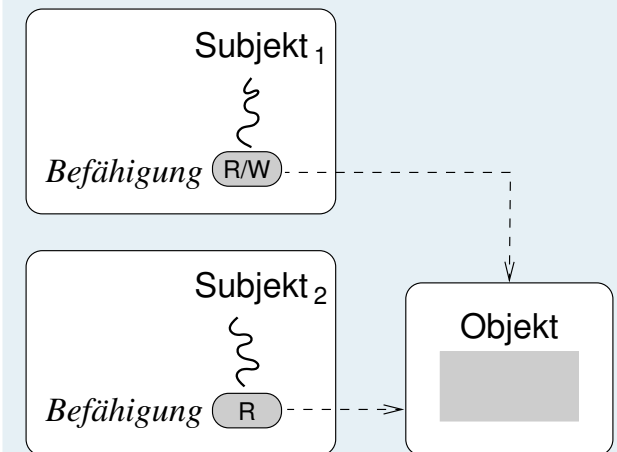 Subjekt 1
Befähigung R/W
Subjekt 2
Objekt
Befähigung R